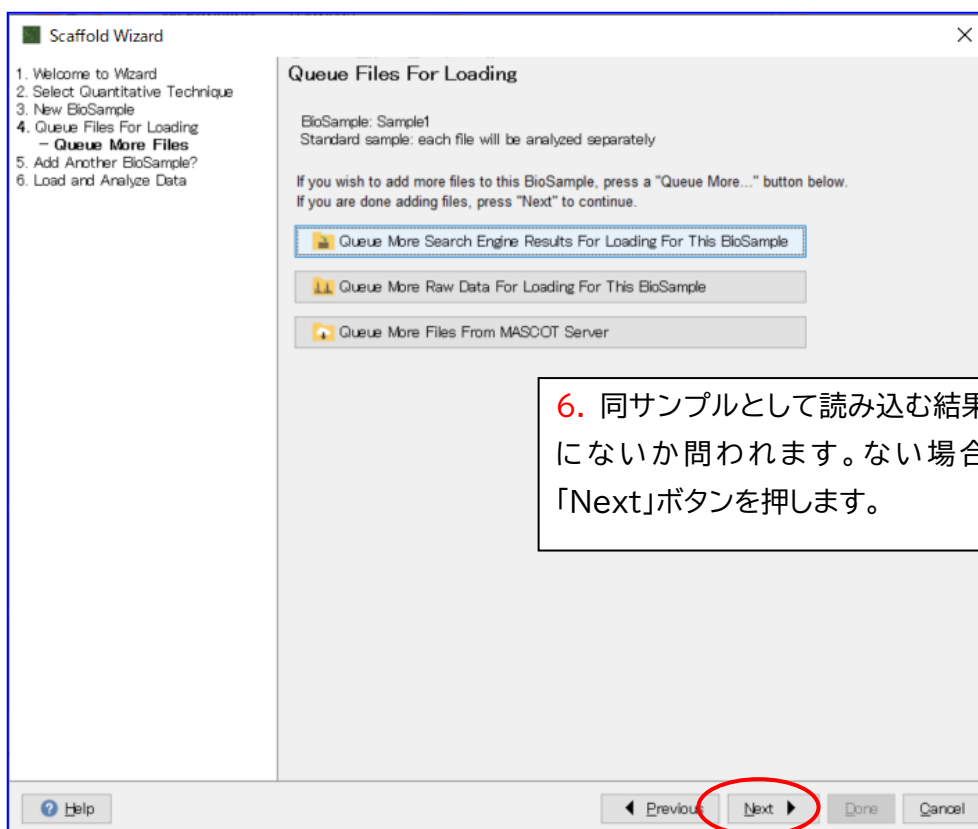 Scaffold Wizard
1. Welcome to Wizard
2. Select Quantitative Technique
3. New BioSample
4. Queue Files For Loading
– Queue More Files
5. Add Another BioSample?
6. Load and Analyze Data
Queue Files For Loading
BioSample: Sample1
Standard sample: each file will be analyzed separately
If you wish to add more files to this BioSample, press a "Queue More..." button below.
If you are done adding files, press "Next" to continue.
Queue More Search Engine Results For Loading For This BioSample
Queue More Raw Data For Loading For This BioSample
Queue More Files From MASCOT Server
6. 同サンプルとして読み込む結果
にないか問われます。ない場合
「Next」ボタンを押します。
Help
Previous
Next
Done
Cancel